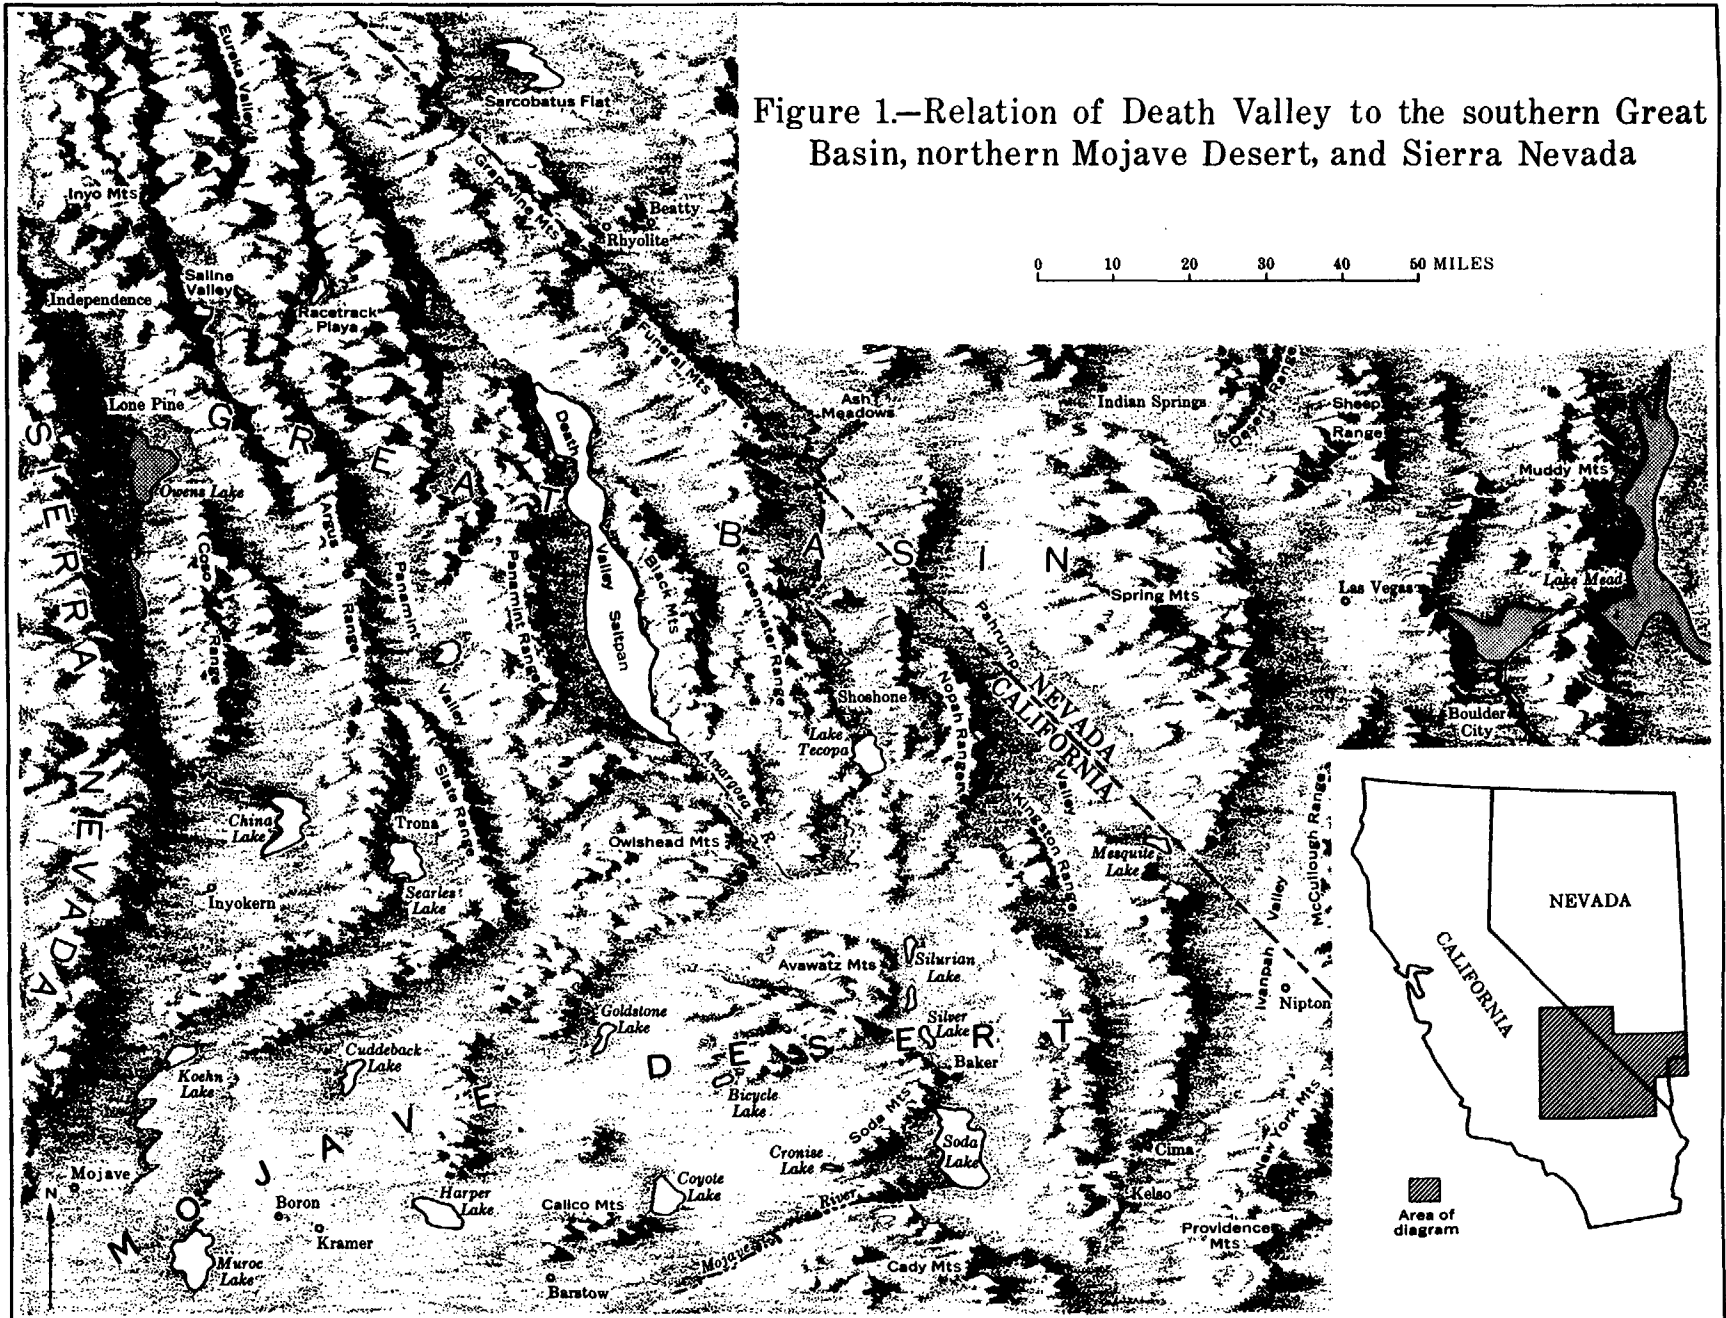 Figure 1.—Relation of Death Valley to the southern Great
Basin, northern Mojave Desert, and Sierra Nevada
0 10 20 30 40 50 MILES
Eureka Valley
Sarcobatus Flat
Grapevine Mts
Inyo Mts
Beatty
Rhyolite
Saline
Valley
Independence
Racetrack
Playa
Funeral Mts
Lone Pine
Ash
Meadows
Indian Springs
Desert Range
Sheep
Range
Muddy Mts
Owens Lake
SIERRA NEVADA
GREAT BASIN
Death Valley Saltpan
Coso Range
Argus Range
Panamint Valley
Panamint Range
Black Mts
Greenwater Range
Lake Mead
Las Vegas
Spring Mts
Pahrump Valley
NEVADA
CALIFORNIA
Nopah Range
Shoshone
Lake
Tecopa
Boulder
City
Amargosa R
Slate Range
China
Lake
Trona
Owlshead Mts
Kingston Range
Mesquite
Lake
McCullough Range
Inyokern
Searles
Lake
Ivanpah Valley
Nipton
Avawatz Mts
Silurian
Lake
Goldstone
Lake
Silver
Lake
Baker
MOJAVE DESERT
Koehn
Lake
Cuddeback
Lake
Bicycle
Lake
Soda Mts
Soda
Lake
Cronise
Lake
New York Mts
Cima
Kelso
Mojave
N
Boron
Kramer
Harper
Lake
Coyote
Lake
Calico Mts
Mojave River
Providence
Mts
Muroc
Lake
Barstow
Cady Mts
NEVADA
CALIFORNIA
Area of
diagram